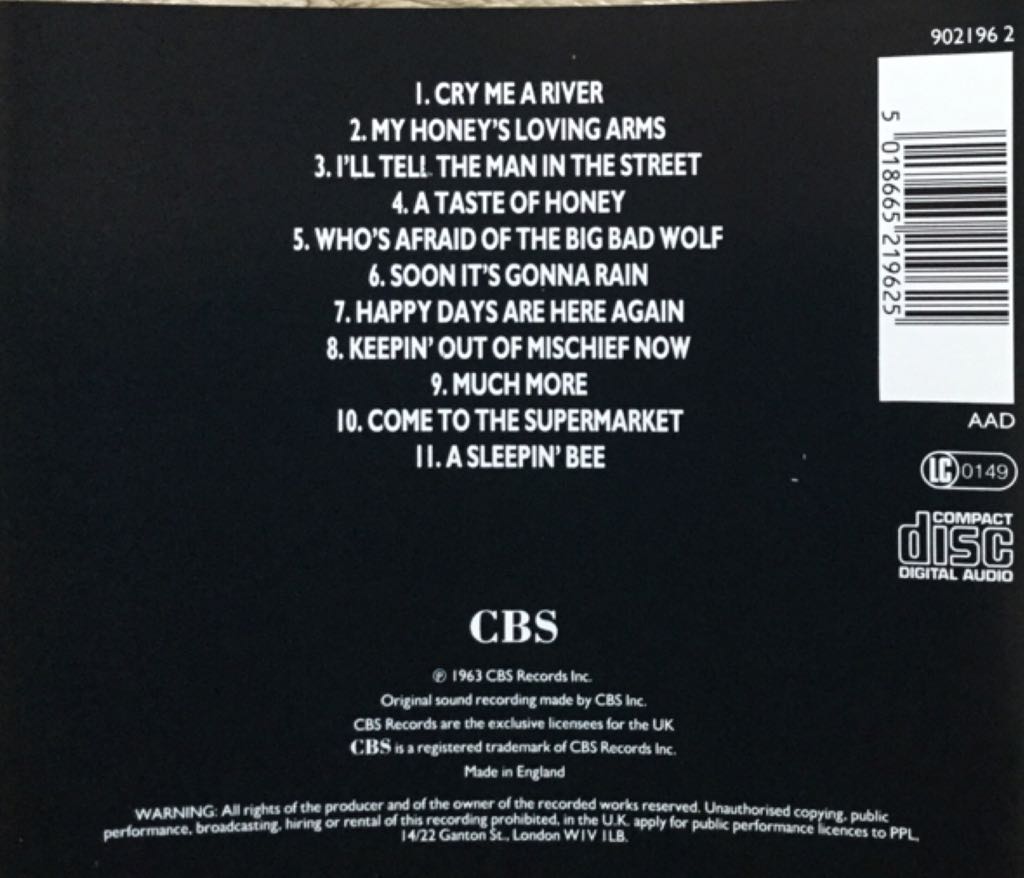 902196 2
1. CRY ME A RIVER
2. MY HONEY'S LOVING ARMS
3. I'LL TELL THE MAN IN THE STREET
4. A TASTE OF HONEY
5. WHO'S AFRAID OF THE BIG BAD WOLF
6. SOON IT'S GONNA RAIN
7. HAPPY DAYS ARE HERE AGAIN
8. KEEPIN' OUT OF MISCHIEF NOW
9. MUCH MORE
10. COME TO THE SUPERMARKET
11. A SLEEPIN' BEE
5 018665 219625
AAD
LC 0149
COMPACT
disc
DIGITAL AUDIO
CBS
℗ 1963 CBS Records Inc.
Original sound recording made by CBS Inc.
CBS Records are the exclusive licensees for the UK
CBS is a registered trademark of CBS Records Inc.
Made in England
WARNING: All rights of the producer and of the owner of the recorded works reserved. Unauthorised copying, public
performance, broadcasting, hiring or rental of this recording prohibited, in the U.K. apply for public performance licences to PPL,
14/22 Ganton St., London W1V 1LB.